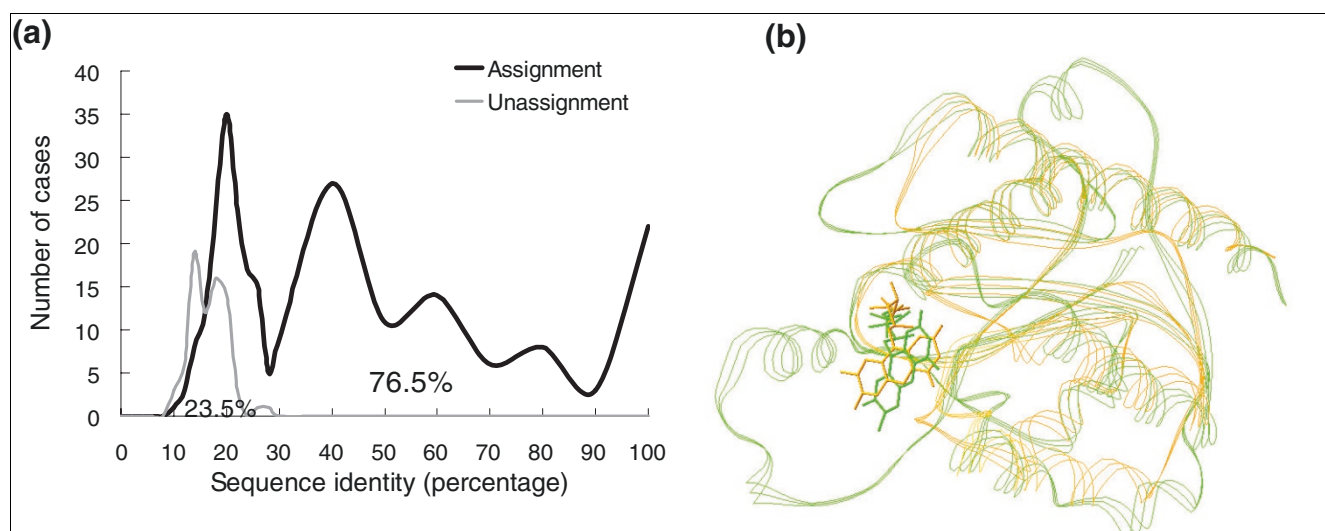 (a)
Assignment
Unassignment
Number of cases
40
35
30
25
20
15
10
5
0
76.5%
23.5%
0 10 20 30 40 50 60 70 80 90 100
Sequence identity (percentage)
(b)